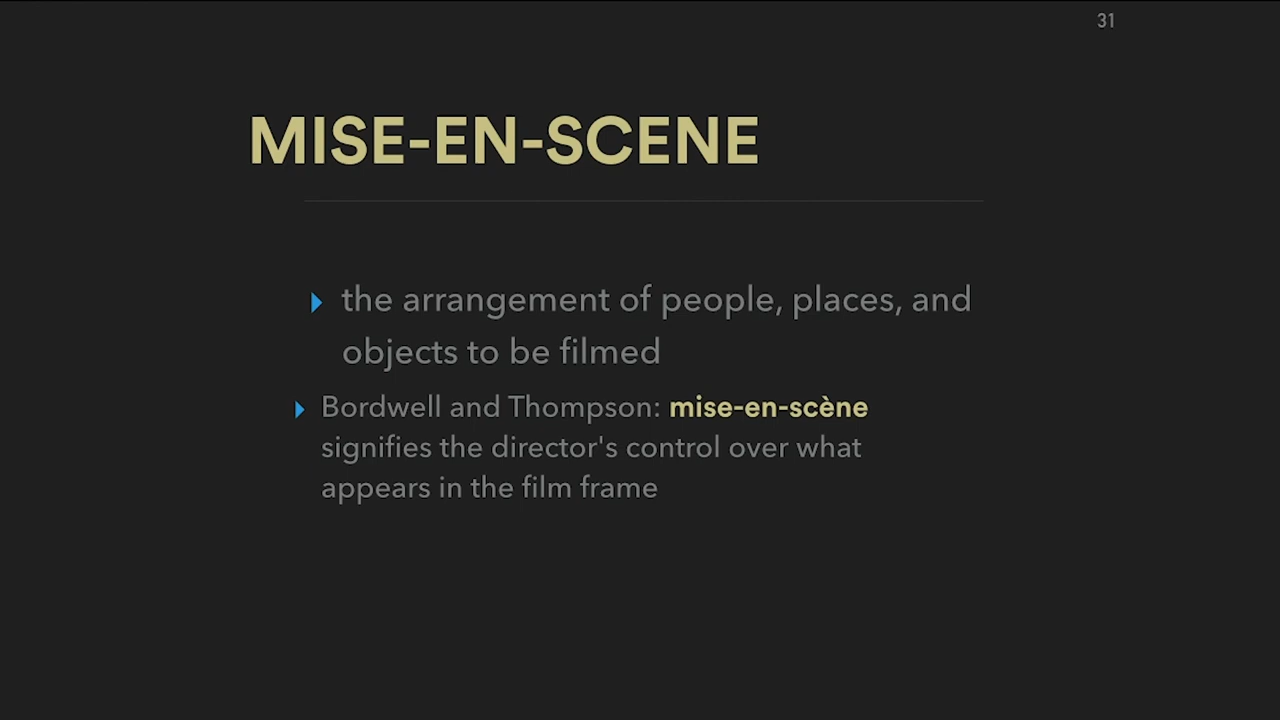 31
MISE-EN-SCENE
the arrangement of people, places, and
objects to be filmed
Bordwell and Thompson: mise-en-scène
signifies the director's control over what
appears in the film frame